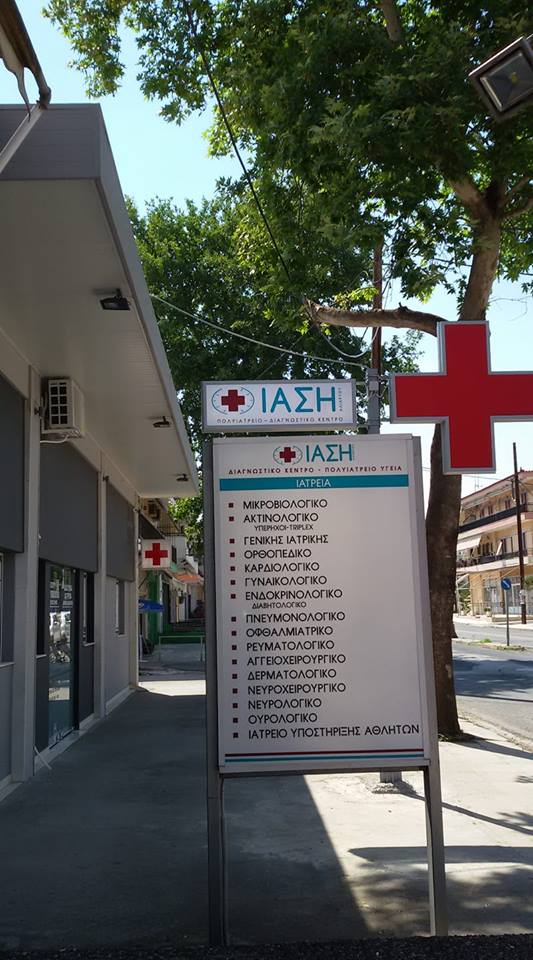 ΙΑΣΗ
ΠΟΛΥΙΑΤΡΕΙΟ - ΔΙΑΓΝΩΣΤΙΚΟ ΚΕΝΤΡΟ
ΙΑΣΗ
ΔΙΑΓΝΩΣΤΙΚΟ ΚΕΝΤΡΟ - ΠΟΛΥΙΑΤΡΕΙΟ ΥΓΕΙΑ
ΙΑΤΡΕΙΑ
ΜΙΚΡΟΒΙΟΛΟΓΙΚΟ
ΑΚΤΙΝΟΛΟΓΙΚΟ
ΥΠΕΡΗΧΟΙ-TRIPLEX
ΓΕΝΙΚΗΣ ΙΑΤΡΙΚΗΣ
ΟΡΘΟΠΕΔΙΚΟ
ΚΑΡΔΙΟΛΟΓΙΚΟ
ΓΥΝΑΙΚΟΛΟΓΙΚΟ
ΕΝΔΟΚΡΙΝΟΛΟΓΙΚΟ
ΔΙΑΒΗΤΟΛΟΓΙΚΟ
ΠΝΕΥΜΟΝΟΛΟΓΙΚΟ
ΟΦΘΑΛΜΙΑΤΡΙΚΟ
ΡΕΥΜΑΤΟΛΟΓΙΚΟ
ΑΓΓΕΙΟΧΕΙΡΟΥΡΓΙΚΟ
ΔΕΡΜΑΤΟΛΟΓΙΚΟ
ΝΕΥΡΟΧΕΙΡΟΥΡΓΙΚΟ
ΝΕΥΡΟΛΟΓΙΚΟ
ΟΥΡΟΛΟΓΙΚΟ
ΙΑΤΡΕΙΟ ΥΠΟΣΤΗΡΙΞΗΣ ΑΘΛΗΤΩΝ